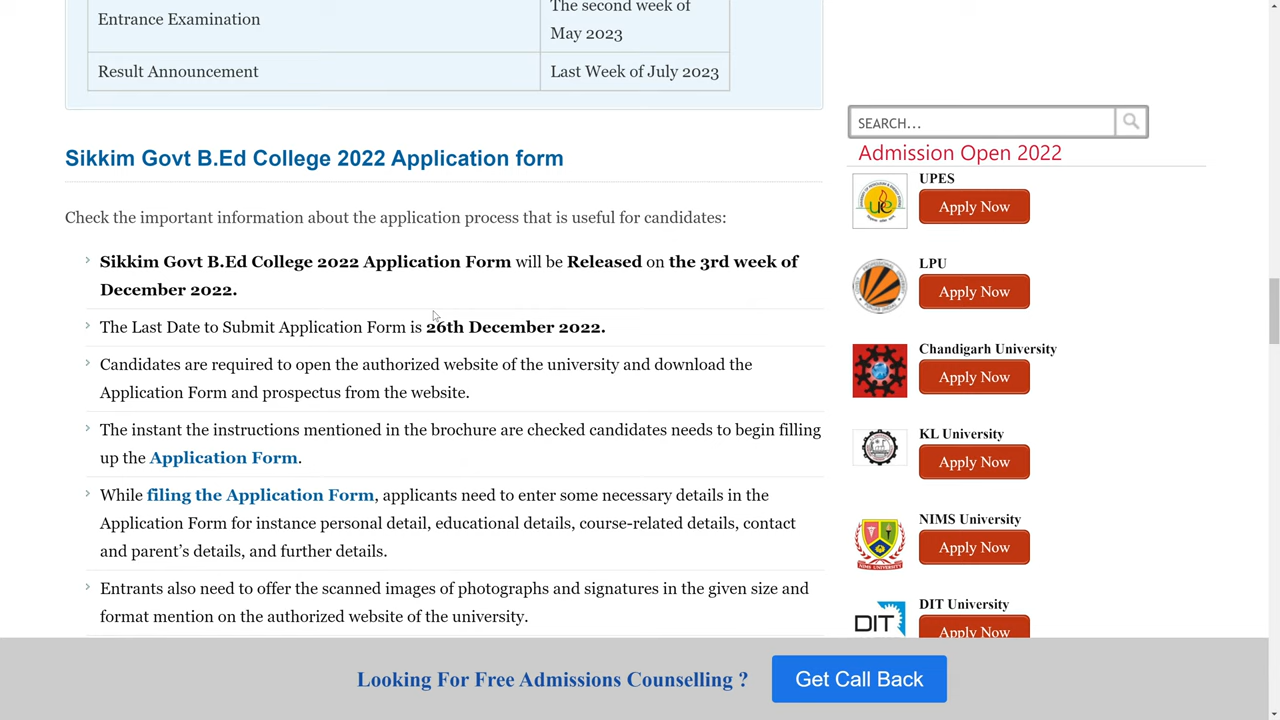 Entrance Examination
The second week of
May 2023
Result Announcement
Last Week of July 2023
Sikkim Govt B.Ed College 2022 Application form
Check the important information about the application process that is useful for candidates:
Sikkim Govt B.Ed College 2022 Application Form will be Released on the 3rd week of
December 2022.
The Last Date to Submit Application Form is 26th December 2022.
Candidates are required to open the authorized website of the university and download the
Application Form and prospectus from the website.
The instant the instructions mentioned in the brochure are checked candidates needs to begin filling
up the Application Form.
While filing the Application Form, applicants need to enter some necessary details in the
Application Form for instance personal detail, educational details, course-related details, contact
and parent's details, and further details.
Entrants also need to offer the scanned images of photographs and signatures in the given size and
format mention on the authorized website of the university.
SEARCH...
Admission Open 2022
UPES
Apply Now
LPU
Apply Now
Chandigarh University
Apply Now
KL University
Apply Now
NIMS University
Apply Now
DIT University
DIT
Apply Now
Looking For Free Admissions Counselling ?
Get Call Back